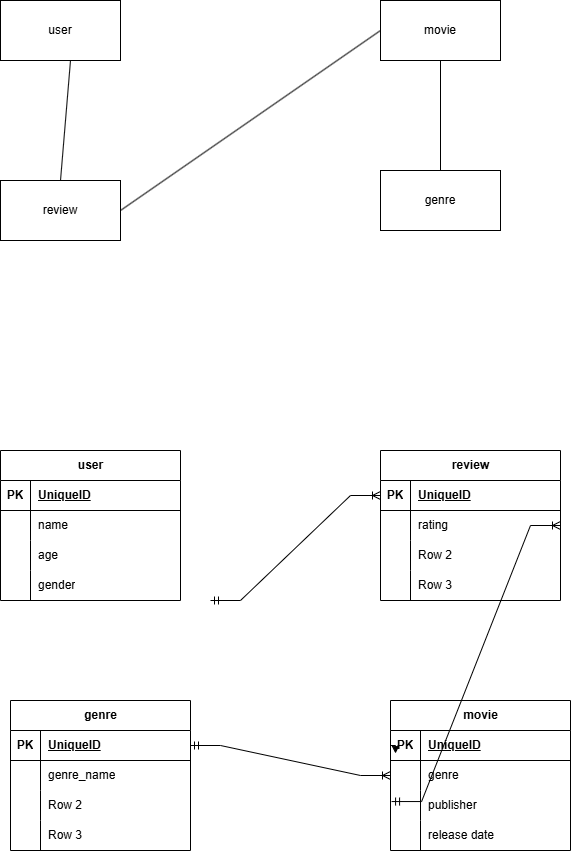 user
movie
review
genre
user
PK UniqueID
name
age
gender
review
PK UniqueID
rating
Row 2
Row 3
genre
PK UniqueID
genre_name
Row 2
Row 3
movie
PK UniqueID
genre
publisher
release date